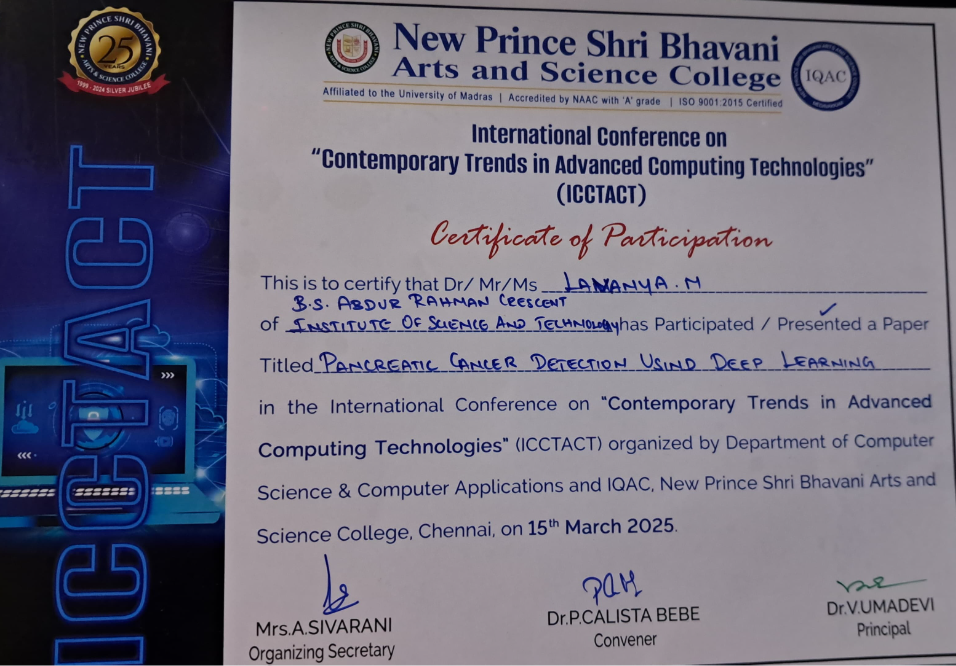 NEW PRINCE SHRI BHAVANI
25
YEARS
ARTS & SCIENCE COLLEGE
1999 - 2024 SILVER JUBILEE
ICCTACT
New Prince Shri Bhavani
Arts and Science College
IQAC
Affiliated to the University of Madras | Accredited by NAAC with 'A' grade | ISO 9001:2015 Certified
International Conference on
"Contemporary Trends in Advanced Computing Technologies"
(ICCTACT)
Certificate of Participation
This is to certify that Dr/ Mr/Ms LAVANYA.M
B.S. ABDUR RAHMAN CRESCENT
of INSTITUTE OF SCIENCE AND TECHNOLOGY has Participated / Presented a Paper
Titled PANCREATIC CANCER DETECTION USIND DEEP LEARNING
in the International Conference on "Contemporary Trends in Advanced
Computing Technologies" (ICCTACT) organized by Department of Computer
Science & Computer Applications and IQAC, New Prince Shri Bhavani Arts and
Science College, Chennai, on 15th March 2025.
Mrs.A.SIVARANI
Organizing Secretary
Dr.P.CALISTA BEBE
Convener
Dr.V.UMADEVI
Principal